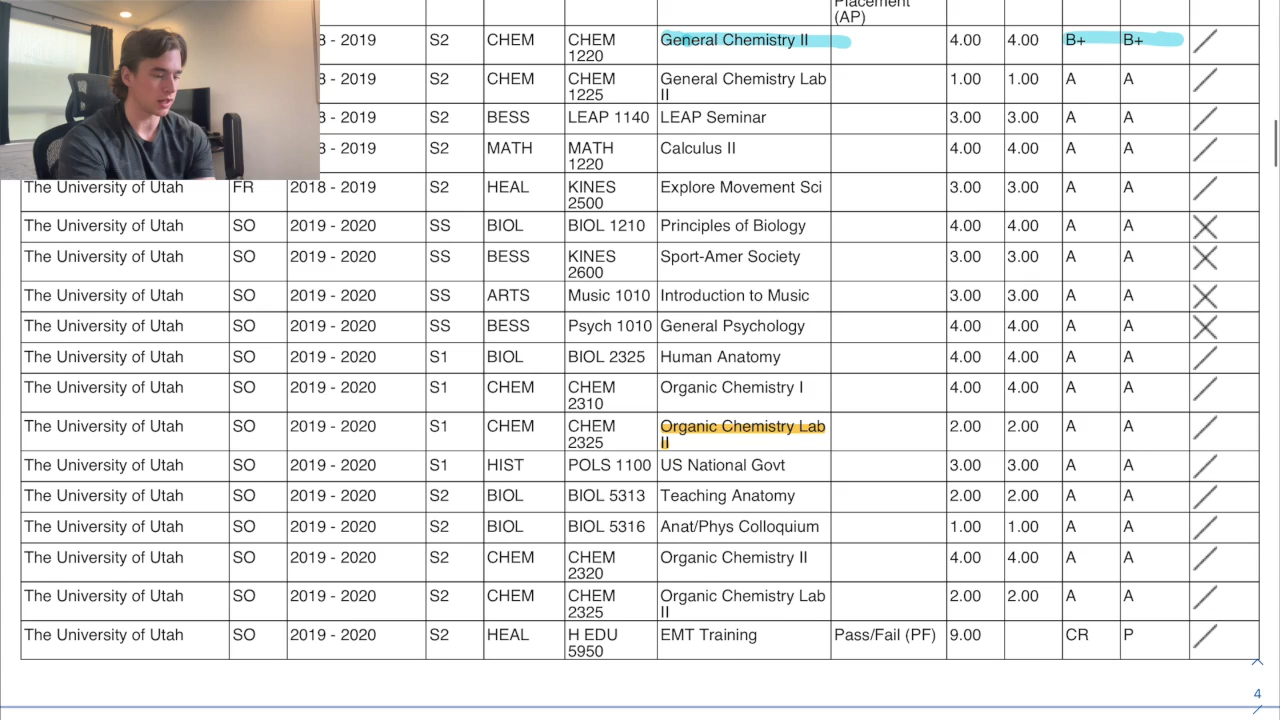 Placement
(AP)
8 - 2019 S2 CHEM CHEM 1220 General Chemistry II 4.00 4.00 B+ B+
8 - 2019 S2 CHEM CHEM 1225 General Chemistry Lab II 1.00 1.00 A A
8 - 2019 S2 BESS LEAP 1140 LEAP Seminar 3.00 3.00 A A
8 - 2019 S2 MATH MATH 1220 Calculus II 4.00 4.00 A A
The University of Utah FR 2018 - 2019 S2 HEAL KINES 2500 Explore Movement Sci 3.00 3.00 A A
The University of Utah SO 2019 - 2020 SS BIOL BIOL 1210 Principles of Biology 4.00 4.00 A A
The University of Utah SO 2019 - 2020 SS BESS KINES 2600 Sport-Amer Society 3.00 3.00 A A
The University of Utah SO 2019 - 2020 SS ARTS Music 1010 Introduction to Music 3.00 3.00 A A
The University of Utah SO 2019 - 2020 SS BESS Psych 1010 General Psychology 4.00 4.00 A A
The University of Utah SO 2019 - 2020 S1 BIOL BIOL 2325 Human Anatomy 4.00 4.00 A A
The University of Utah SO 2019 - 2020 S1 CHEM CHEM 2310 Organic Chemistry I 4.00 4.00 A A
The University of Utah SO 2019 - 2020 S1 CHEM CHEM 2325 Organic Chemistry Lab II 2.00 2.00 A A
The University of Utah SO 2019 - 2020 S1 HIST POLS 1100 US National Govt 3.00 3.00 A A
The University of Utah SO 2019 - 2020 S2 BIOL BIOL 5313 Teaching Anatomy 2.00 2.00 A A
The University of Utah SO 2019 - 2020 S2 BIOL BIOL 5316 Anat/Phys Colloquium 1.00 1.00 A A
The University of Utah SO 2019 - 2020 S2 CHEM CHEM 2320 Organic Chemistry II 4.00 4.00 A A
The University of Utah SO 2019 - 2020 S2 CHEM CHEM 2325 Organic Chemistry Lab II 2.00 2.00 A A
The University of Utah SO 2019 - 2020 S2 HEAL H EDU 5950 EMT Training Pass/Fail (PF) 9.00 CR P
4